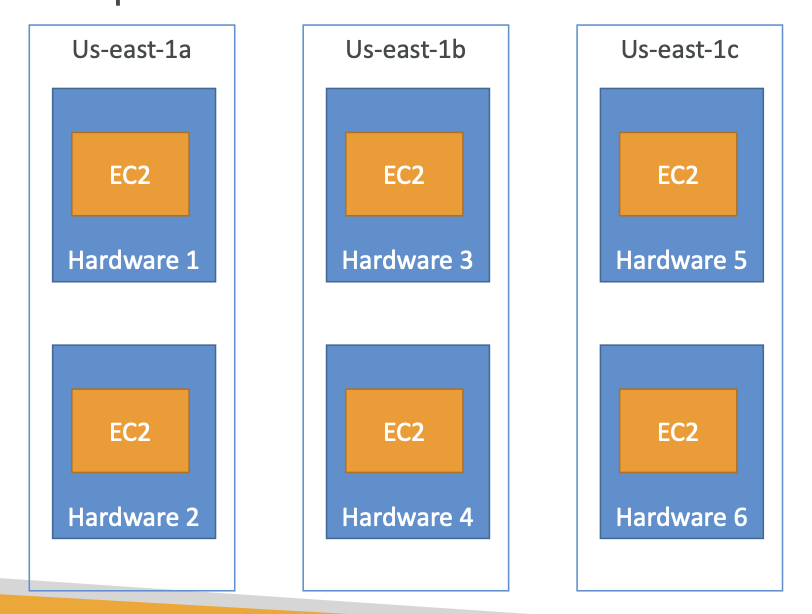 Us-east-1a
EC2
Hardware 1
EC2
Hardware 2
Us-east-1b
EC2
Hardware 3
EC2
Hardware 4
Us-east-1c
EC2
Hardware 5
EC2
Hardware 6